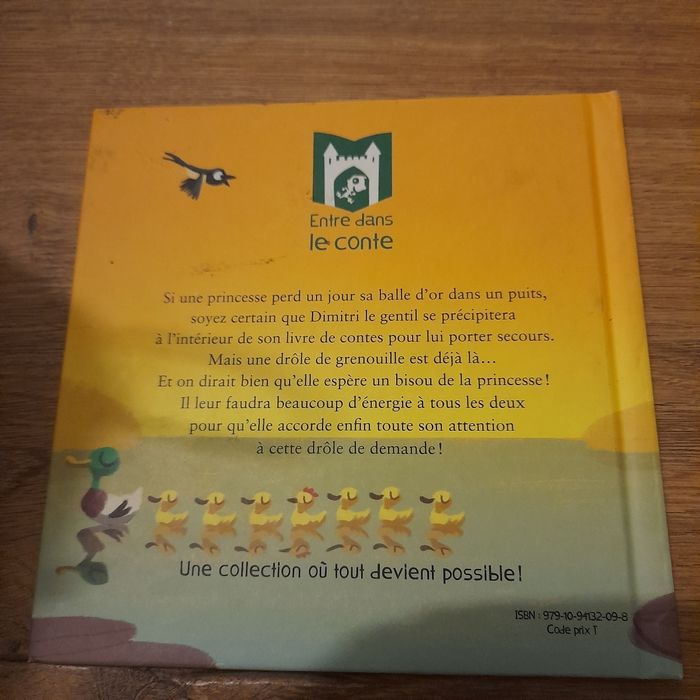 Entre dans
le conte
Si une princesse perd un jour sa balle d'or dans un puits,
soyez certain que Dimitri le gentil se précipitera
à l'intérieur de son livre de contes pour lui porter secours.
Mais une drôle de grenouille est déjà là...
Et on dirait bien qu'elle espère un bisou de la princesse !
Il leur faudra beaucoup d'énergie à tous les deux
pour qu'elle accorde enfin toute son attention
à cette drôle de demande !
Une collection où tout devient possible !
ISBN : 979-10-94132-09-8
Code prix T